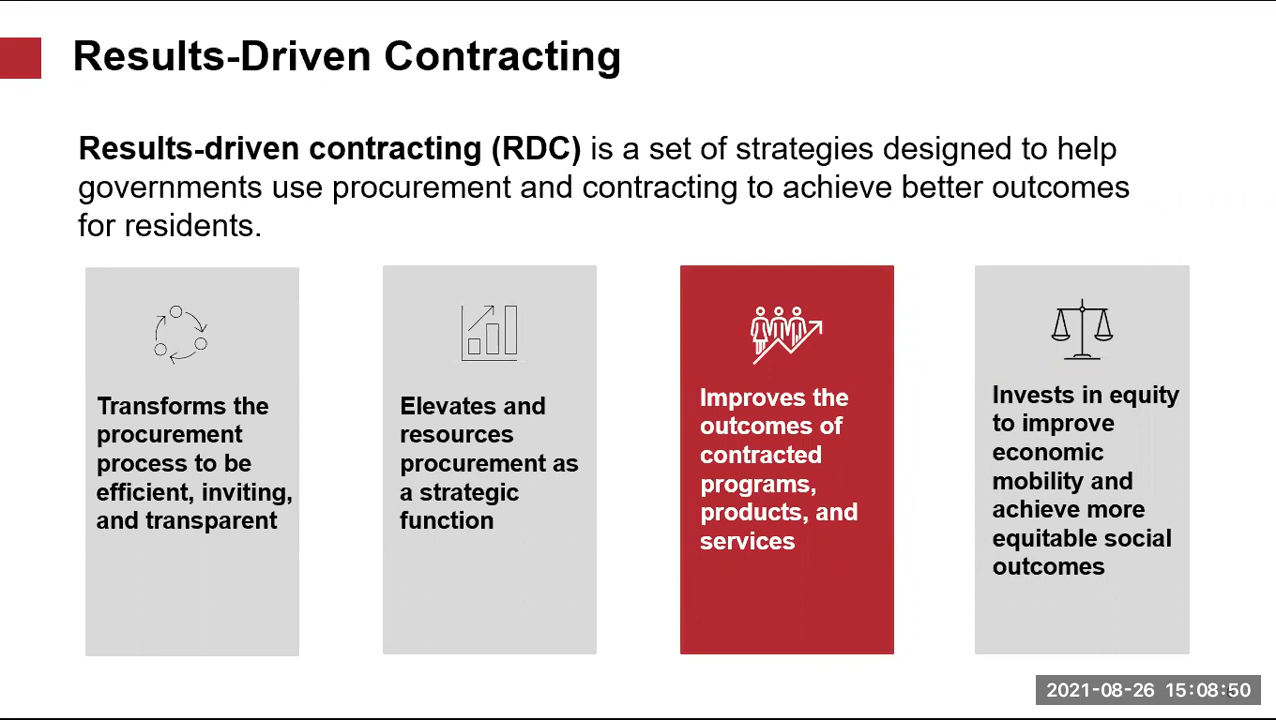 Results-Driven Contracting
Results-driven contracting (RDC) is a set of strategies designed to help
governments use procurement and contracting to achieve better outcomes
for residents.
Transforms the
procurement
process to be
efficient, inviting,
and transparent
Elevates and
resources
procurement as
a strategic
function
Improves the
outcomes of
contracted
programs,
products, and
services
Invests in equity
to improve
economic
mobility and
achieve more
equitable social
outcomes
2021-08-26 15:08:50